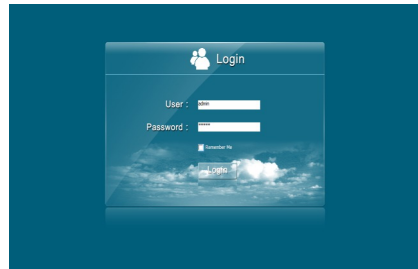 Login
User : admin
Password : *****
Remember Me
Login